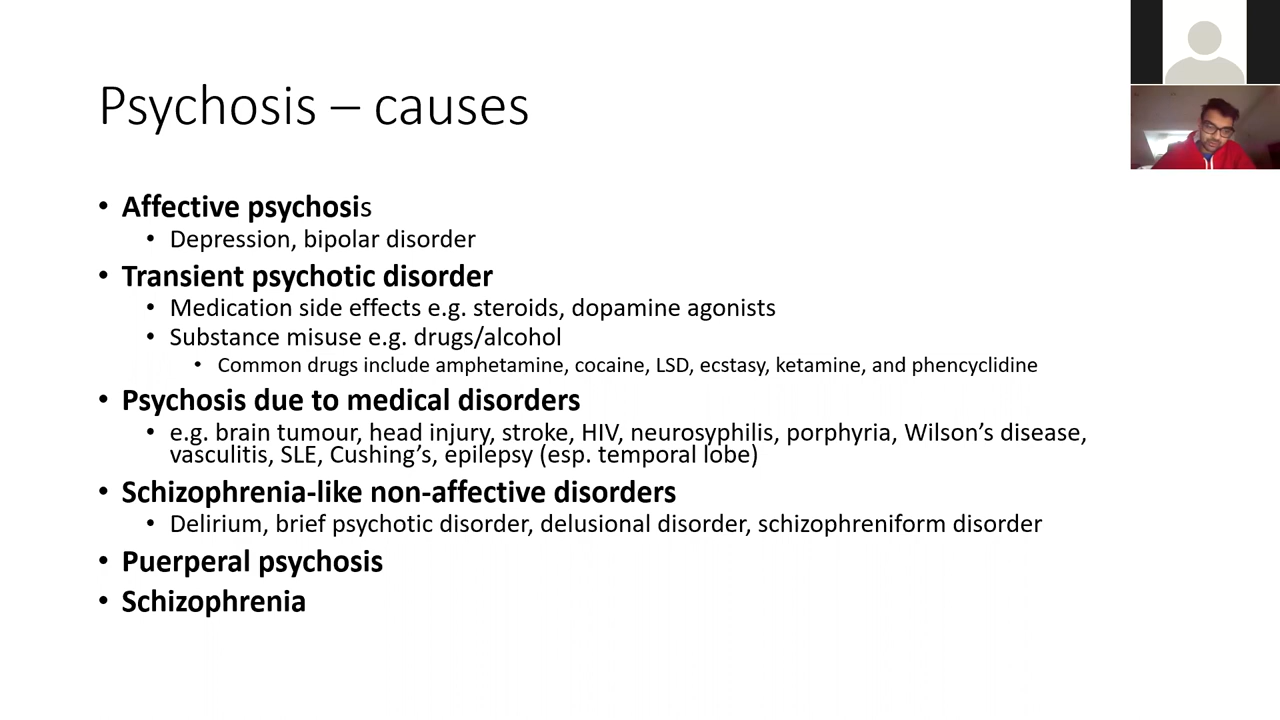 Psychosis – causes
• Affective psychosis
• Depression, bipolar disorder
• Transient psychotic disorder
• Medication side effects e.g. steroids, dopamine agonists
• Substance misuse e.g. drugs/alcohol
• Common drugs include amphetamine, cocaine, LSD, ecstasy, ketamine, and phencyclidine
• Psychosis due to medical disorders
• e.g. brain tumour, head injury, stroke, HIV, neurosyphilis, porphyria, Wilson’s disease,
vasculitis, SLE, Cushing’s, epilepsy (esp. temporal lobe)
• Schizophrenia-like non-affective disorders
• Delirium, brief psychotic disorder, delusional disorder, schizophreniform disorder
• Puerperal psychosis
• Schizophrenia